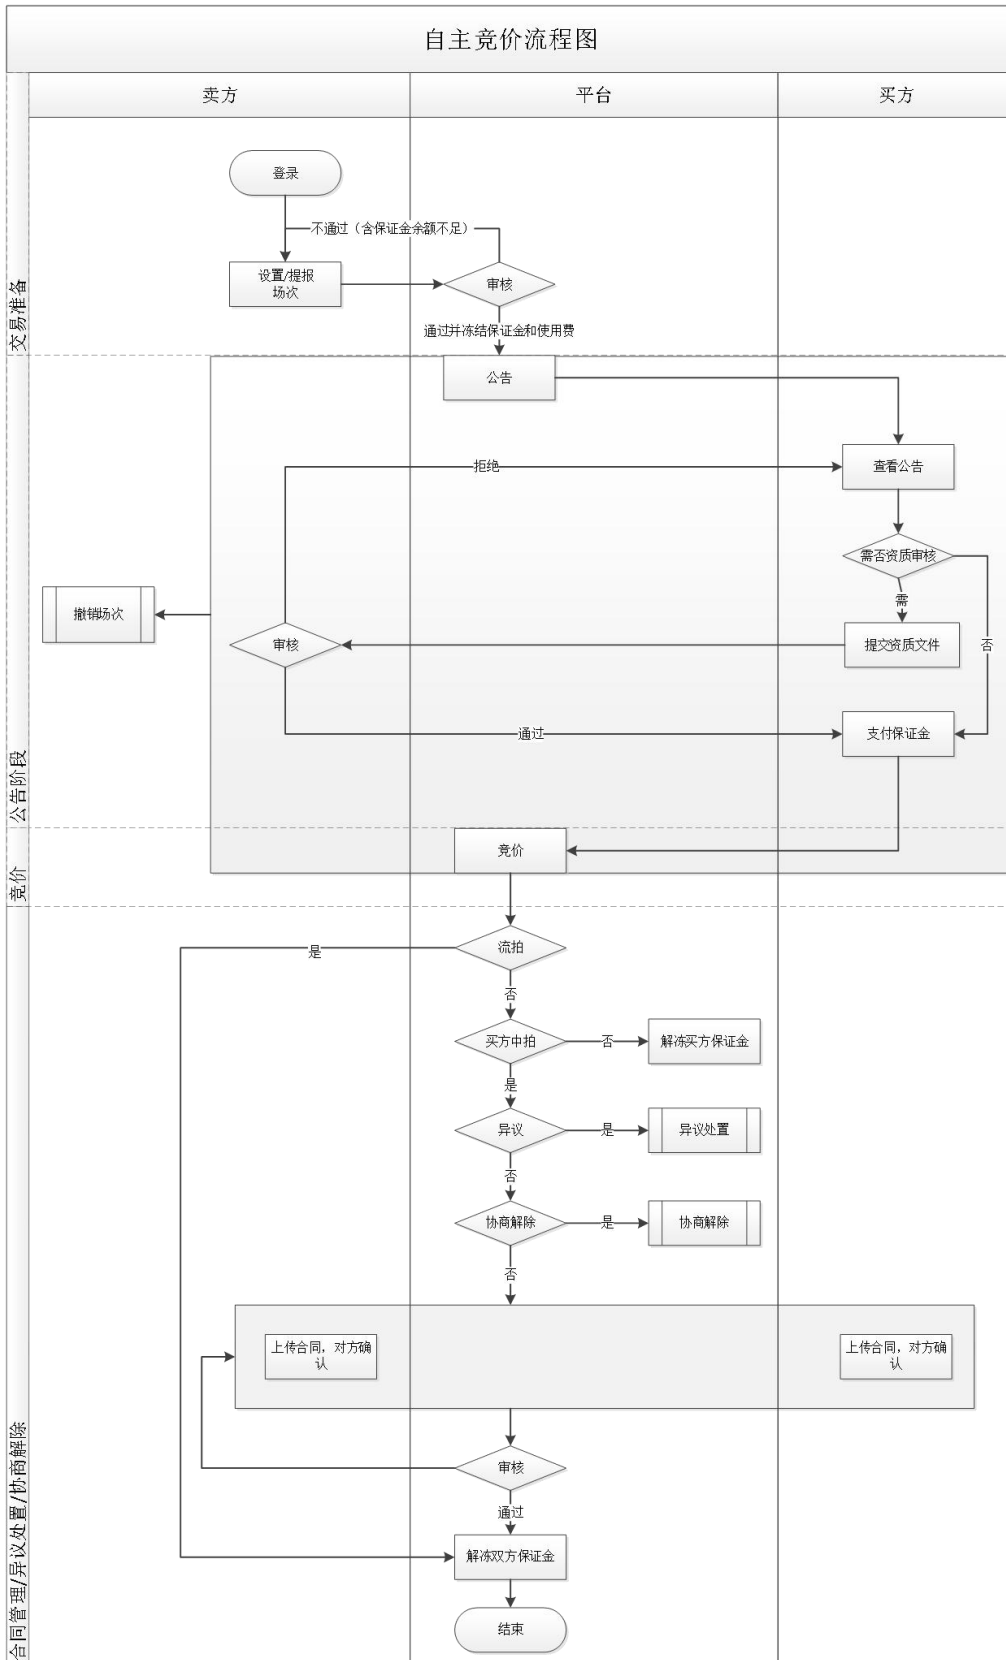 自主竞价流程图
卖方
平台
买方
交易准备
登录
不通过（含保证金余额不足）
设置/提报
场次
审核
通过并冻结保证金和使用费
公告阶段
公告
拒绝
查看公告
需否资质审核
需
否
撤销场次
审核
提交资质文件
通过
支付保证金
竞价
竞价
合同管理/异议处置/协商解除
流拍
是
否
买方中拍
否
解冻买方保证金
是
异议
是
异议处置
否
协商解除
是
协商解除
否
上传合同，对方确
认
上传合同，对方确
认
审核
通过
解冻双方保证金
结束